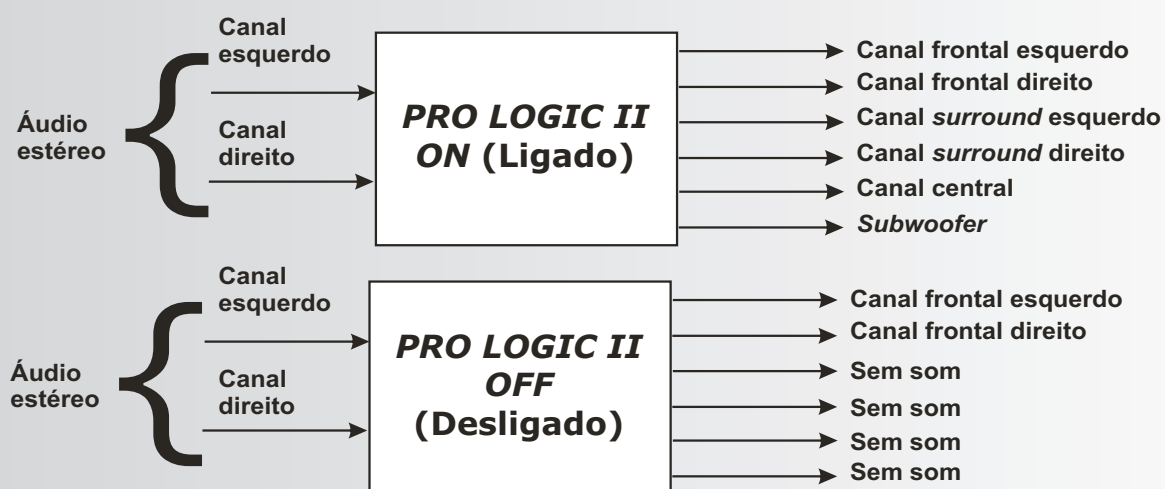 Áudio
estéreo
Canal
esquerdo
Canal
direito
PRO LOGIC II
ON (Ligado)
Canal frontal esquerdo
Canal frontal direito
Canal surround esquerdo
Canal surround direito
Canal central
Subwoofer
Áudio
estéreo
Canal
esquerdo
Canal
direito
PRO LOGIC II
OFF
(Desligado)
Canal frontal esquerdo
Canal frontal direito
Sem som
Sem som
Sem som
Sem som